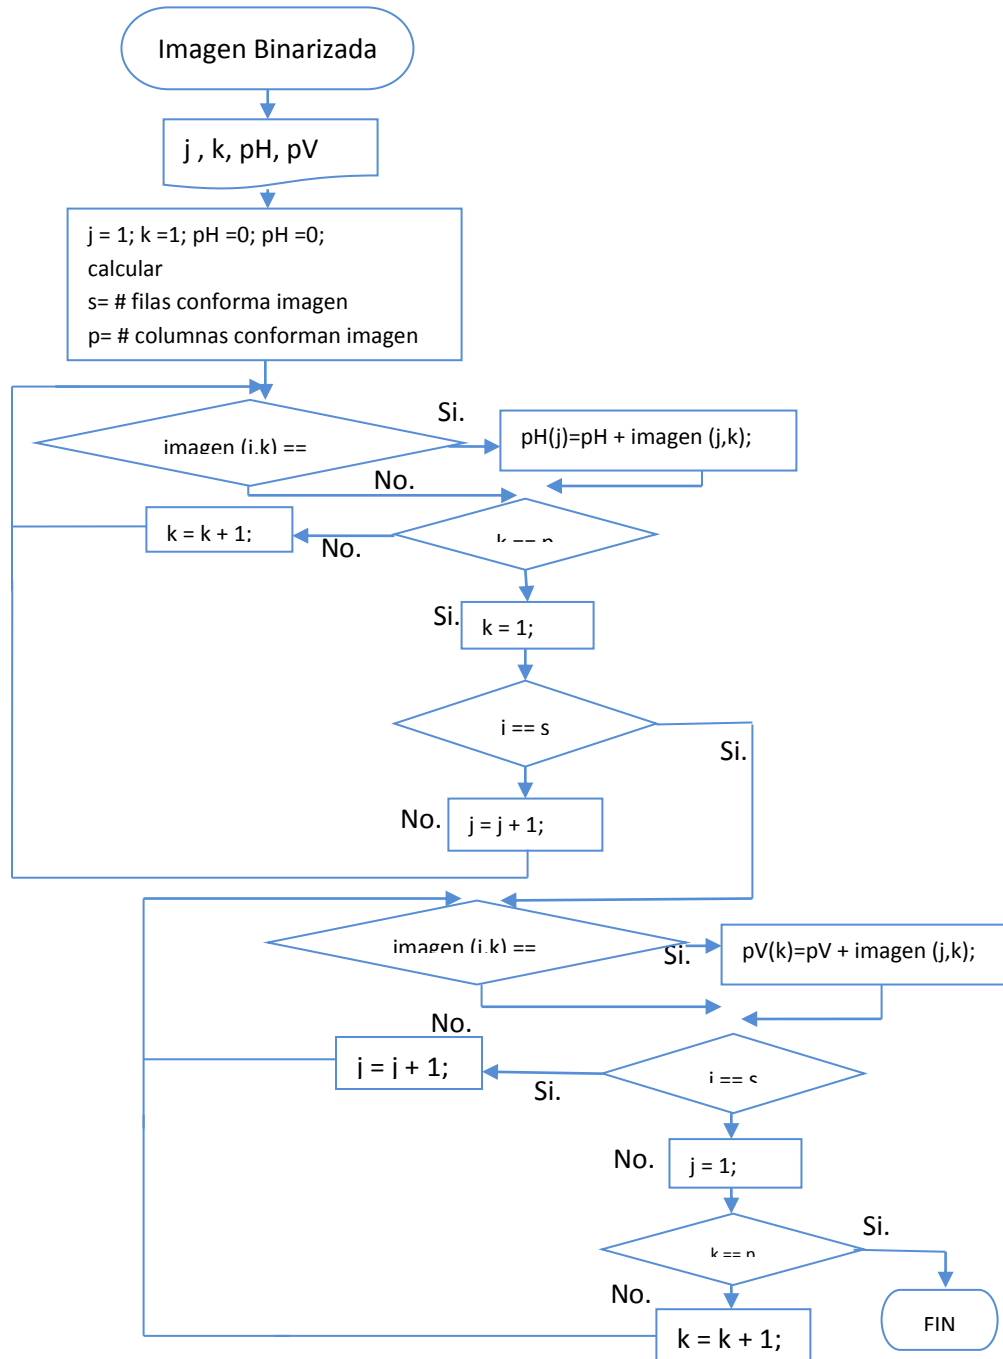 Imagen Binarizada
j , k, pH, pV
j = 1; k =1; pH =0; pH =0;
calcular
s= # filas conforma imagen
p= # columnas conforman imagen
Si.
imagen (j,k) ==
pH(j)=pH + imagen (j,k);
No.
k == p
k = k + 1;
No.
Si.
k = 1;
j == s
Si.
No.
j = j + 1;
imagen (j,k) ==
Si.
pV(k)=pV + imagen (j,k);
No.
j = j + 1;
j == s
Si.
No.
j = 1;
Si.
k == p
No.
k = k + 1;
FIN